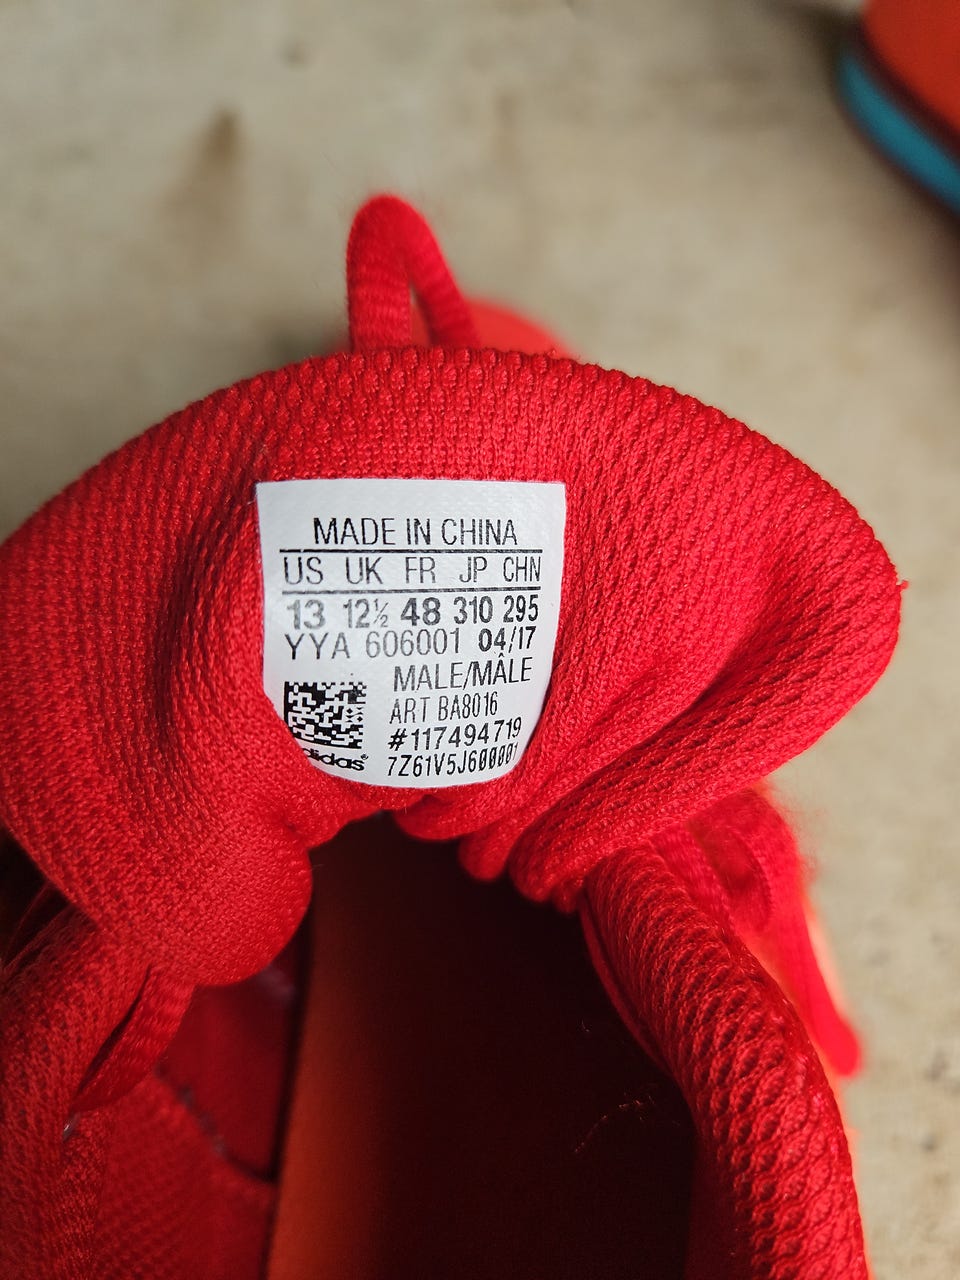 MADE IN CHINA
US UK FR JP CHN
13 12½ 48 310 295
YYA 606001 04/17
MALE/MÂLE
ART BA8016
#117494719
7Z61V5J600001
adidas®